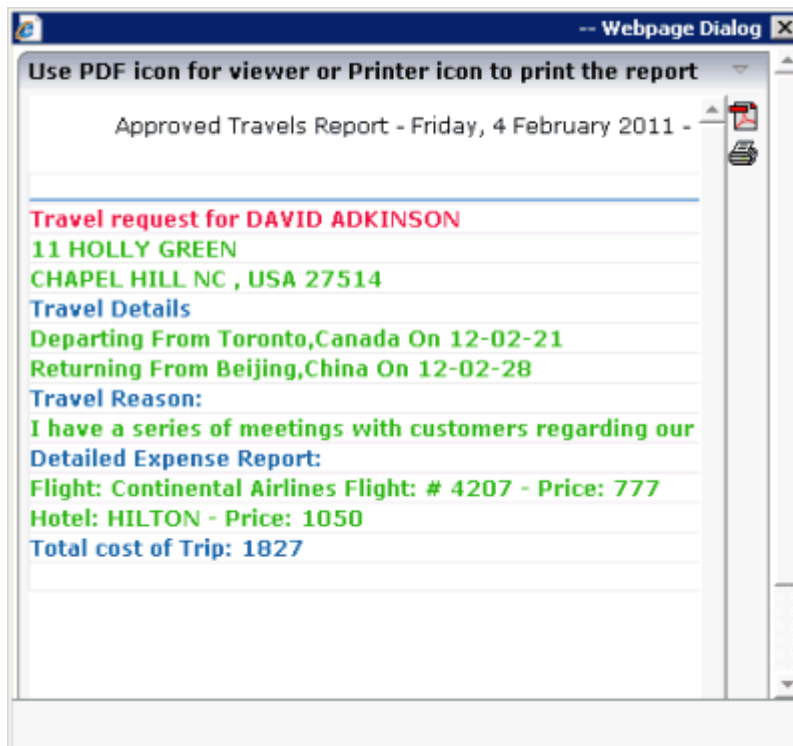 -- Webpage Dialog
Use PDF icon for viewer or Printer icon to print the report
Approved Travels Report - Friday, 4 February 2011 -
Travel request for DAVID ADKINSON
11 HOLLY GREEN
CHAPEL HILL NC , USA 27514
Travel Details
Departing From Toronto,Canada On 12-02-21
Returning From Beijing,China On 12-02-28
Travel Reason:
I have a series of meetings with customers regarding our
Detailed Expense Report:
Flight: Continental Airlines Flight: # 4207 - Price: 777
Hotel: HILTON - Price: 1050
Total cost of Trip: 1827